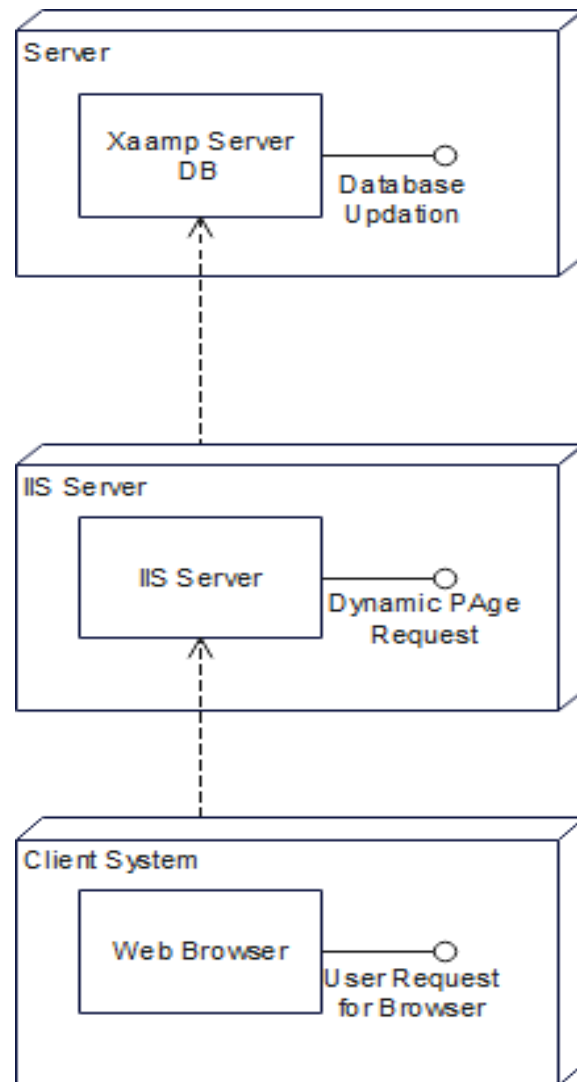 Server
Xaamp Server
DB
Database
Updation
IIS Server
IIS Server
Dynamic PAge
Request
Client System
Web Browser
User Request
for Browser